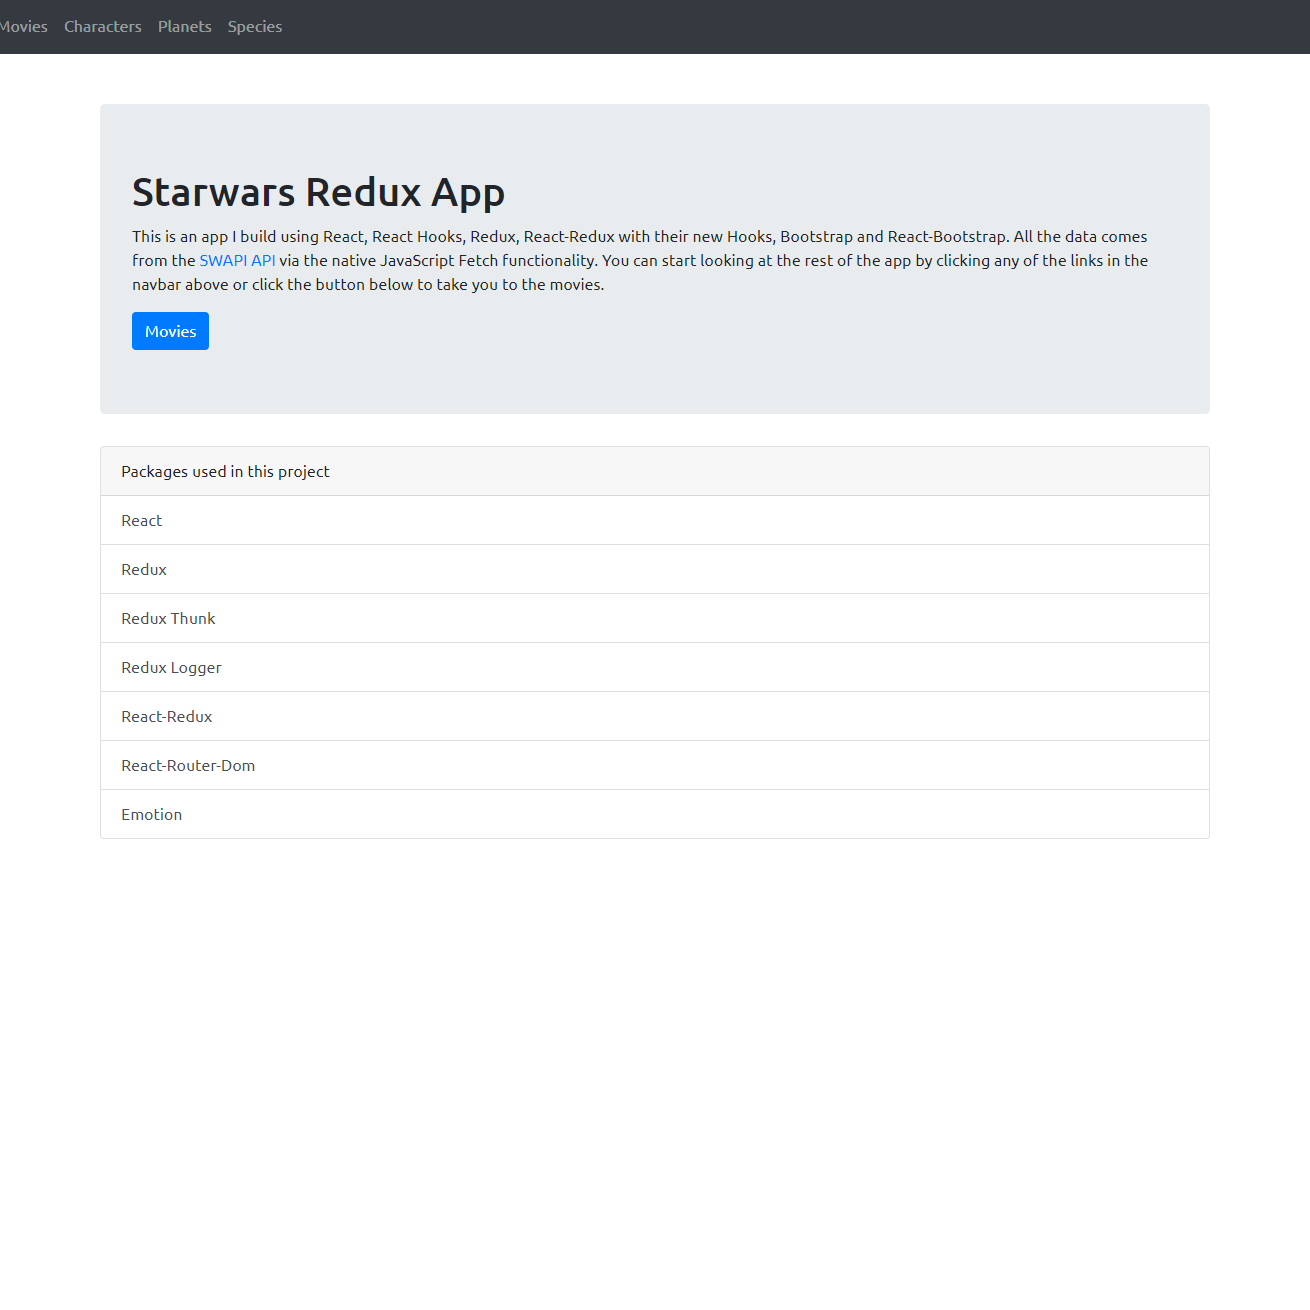 Movies Characters Planets Species
Starwars Redux App
This is an app I build using React, React Hooks, Redux, React-Redux with their new Hooks, Bootstrap and React-Bootstrap. All the data comes
from the SWAPI API via the native JavaScript Fetch functionality. You can start looking at the rest of the app by clicking any of the links in the
navbar above or click the button below to take you to the movies.
Movies
Packages used in this project
React
Redux
Redux Thunk
Redux Logger
React-Redux
React-Router-Dom
Emotion